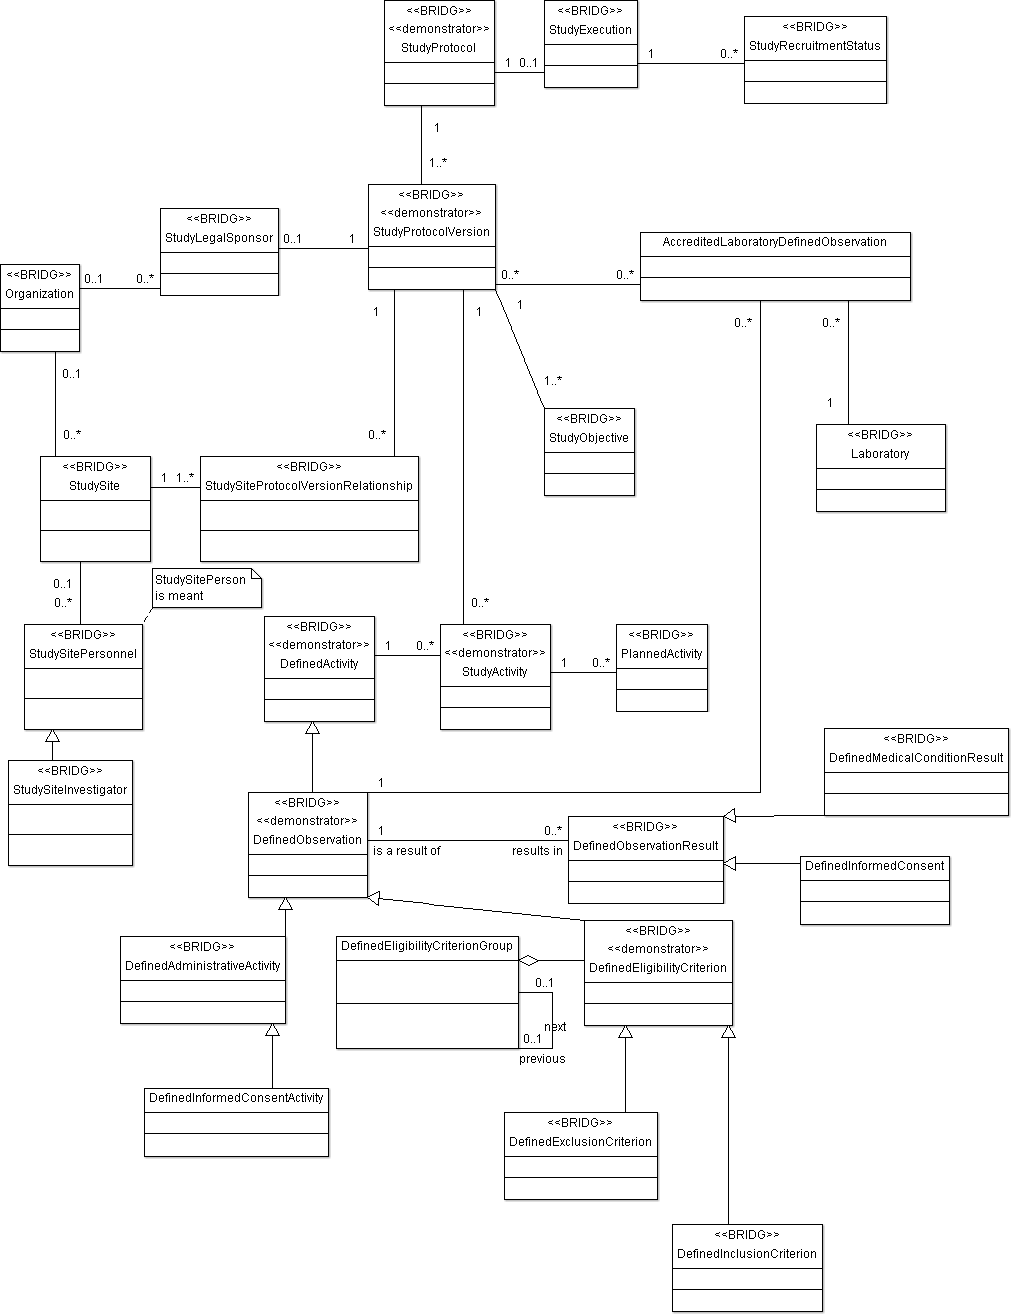 <<BRIDG>>
<<demonstrator>>
StudyProtocol
<<BRIDG>>
StudyExecution
<<BRIDG>>
StudyRecruitmentStatus
1 0..1
1 0..*
1
1..*
<<BRIDG>>
<<demonstrator>>
StudyProtocolVersion
<<BRIDG>>
StudyLegalSponsor
0..1 1
AccreditedLaboratoryDefinedObservation
<<BRIDG>>
Organization
0..1 0..*
0..* 0..*
1
1
1
0..*
0..*
0..1
0..*
1..*
1
0..*
<<BRIDG>>
StudyObjective
<<BRIDG>>
Laboratory
<<BRIDG>>
StudySite
1 1..*
<<BRIDG>>
StudySiteProtocolVersionRelationship
0..1
0..*
StudySitePerson
is meant
0..*
<<BRIDG>>
StudySitePersonnel
<<BRIDG>>
<<demonstrator>>
DefinedActivity
1 0..*
<<BRIDG>>
<<demonstrator>>
StudyActivity
1 0..*
<<BRIDG>>
PlannedActivity
<<BRIDG>>
StudySiteInvestigator
<<BRIDG>>
DefinedMedicalConditionResult
1
<<BRIDG>>
<<demonstrator>>
DefinedObservation
1 0..*
is a result of results in
<<BRIDG>>
DefinedObservationResult
DefinedInformedConsent
<<BRIDG>>
DefinedAdministrativeActivity
DefinedEligibilityCriterionGroup
<<BRIDG>>
<<demonstrator>>
DefinedEligibilityCriterion
0..1
next
0..1
previous
DefinedInformedConsentActivity
<<BRIDG>>
DefinedExclusionCriterion
<<BRIDG>>
DefinedInclusionCriterion